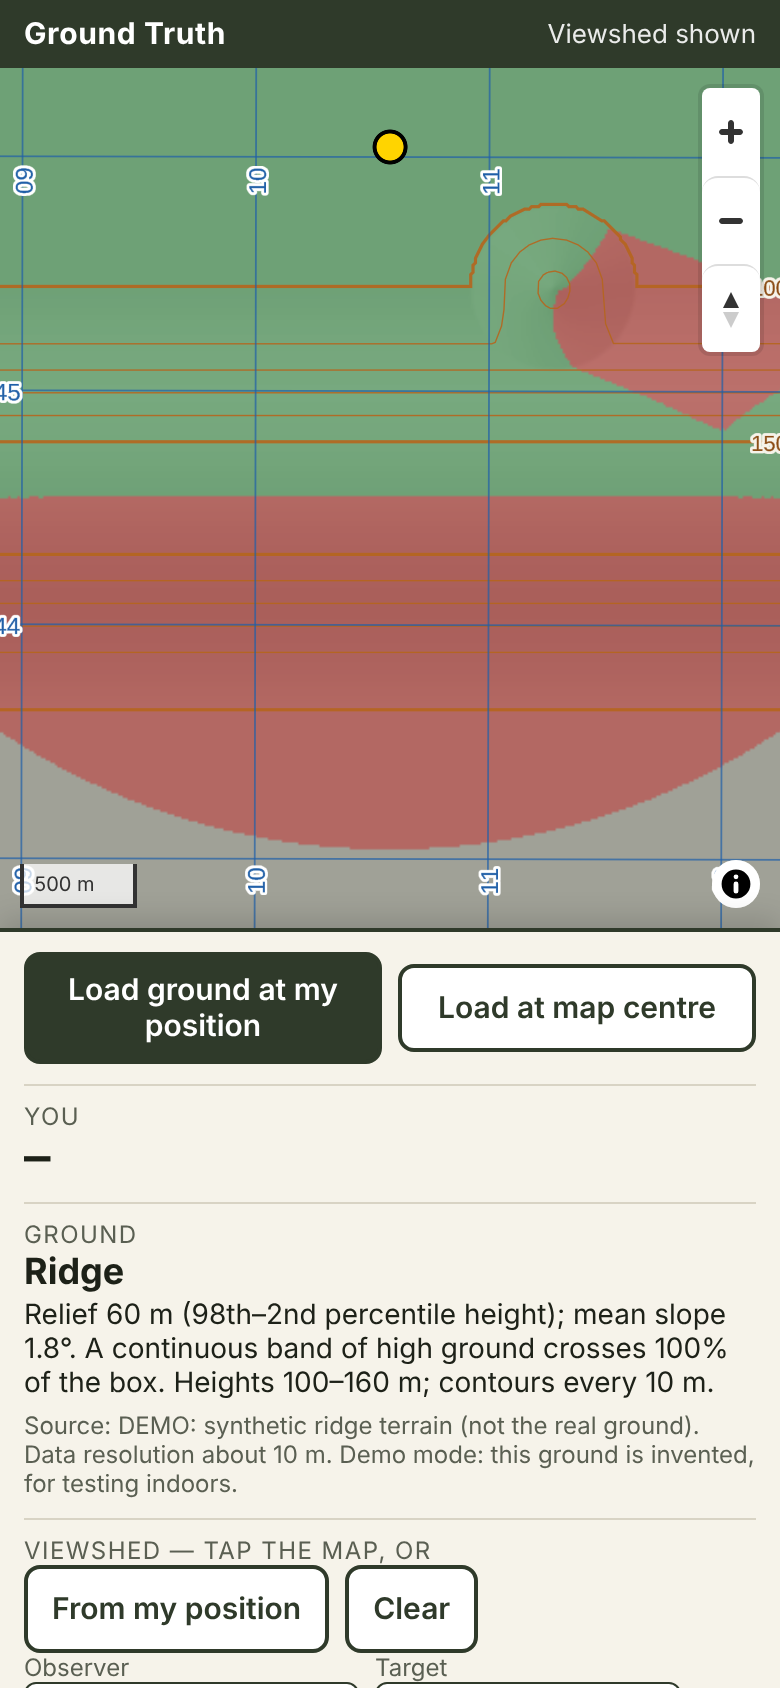 Ground Truth
Viewshed shown
09
10
11
100
45
150
44
500 m
10
11
Load ground at my
position
Load at map centre
YOU
–
GROUND
Ridge
Relief 60 m (98th–2nd percentile height); mean slope
1.8°. A continuous band of high ground crosses 100%
of the box. Heights 100–160 m; contours every 10 m.
Source: DEMO: synthetic ridge terrain (not the real ground).
Data resolution about 10 m. Demo mode: this ground is invented,
for testing indoors.
VIEWSHED — TAP THE MAP, OR
From my position
Clear
Observer
Target